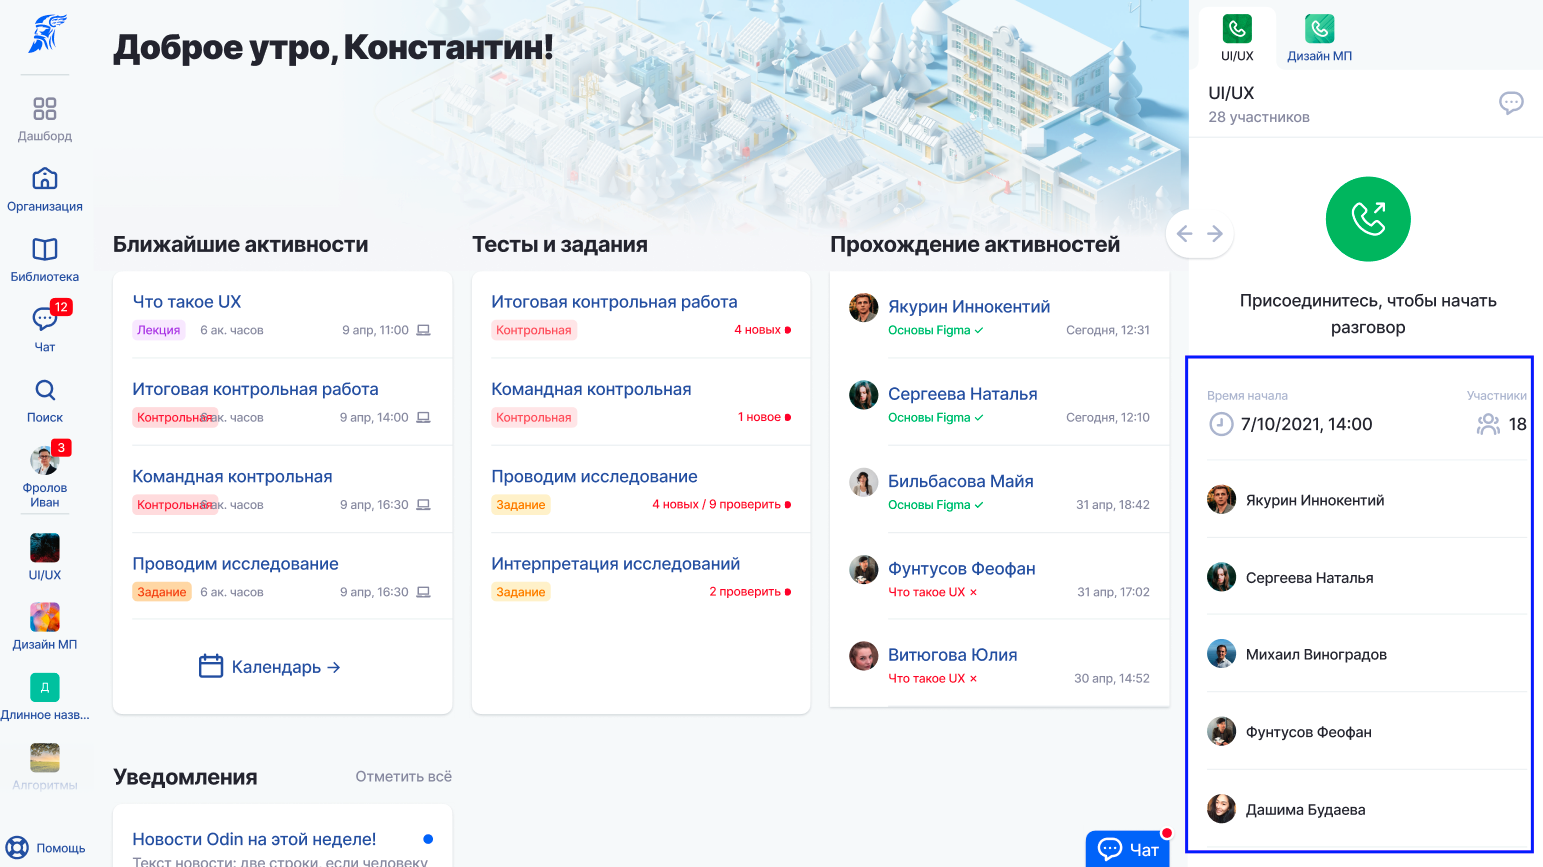 Доброе утро, Константин!
Дашборд
Организация
Библиотека
12
Чат
Поиск
3
Фролов
Иван
UI/UX
Дизайн МП
Д
Длинное назв...
Алгоритмы
Помощь
Ближайшие активности
Что такое UX
Лекция 6 ак. часов 9 апр, 11:00
Итоговая контрольная работа
Контрольная 6 ак. часов 9 апр, 14:00
Командная контрольная
Контрольная 6 ак. часов 9 апр, 16:30
Проводим исследование
Задание 6 ак. часов 9 апр, 16:30
Календарь →
Тесты и задания
Итоговая контрольная работа
Контрольная 4 новых
Командная контрольная
Контрольная 1 новое
Проводим исследование
Задание 4 новых / 9 проверить
Интерпретация исследований
Задание 2 проверить
Прохождение активностей
Якурин Иннокентий
Основы Figma ✓ Сегодня, 12:31
Сергеева Наталья
Основы Figma ✓ Сегодня, 12:10
Бильбасова Майя
Основы Figma ✓ 31 апр, 18:42
Фунтусов Феофан
Что такое UX × 31 апр, 17:02
Витюгова Юлия
Что такое UX × 30 апр, 14:52
Уведомления Отметить всё
Новости Odin на этой неделе!
Текст новости: две строки, если человеку
Чат
UI/UX Дизайн МП
UI/UX
28 участников
Присоединитесь, чтобы начать
разговор
Время начала Участники
7/10/2021, 14:00 18
Якурин Иннокентий
Сергеева Наталья
Михаил Виноградов
Фунтусов Феофан
Дашима Будаева